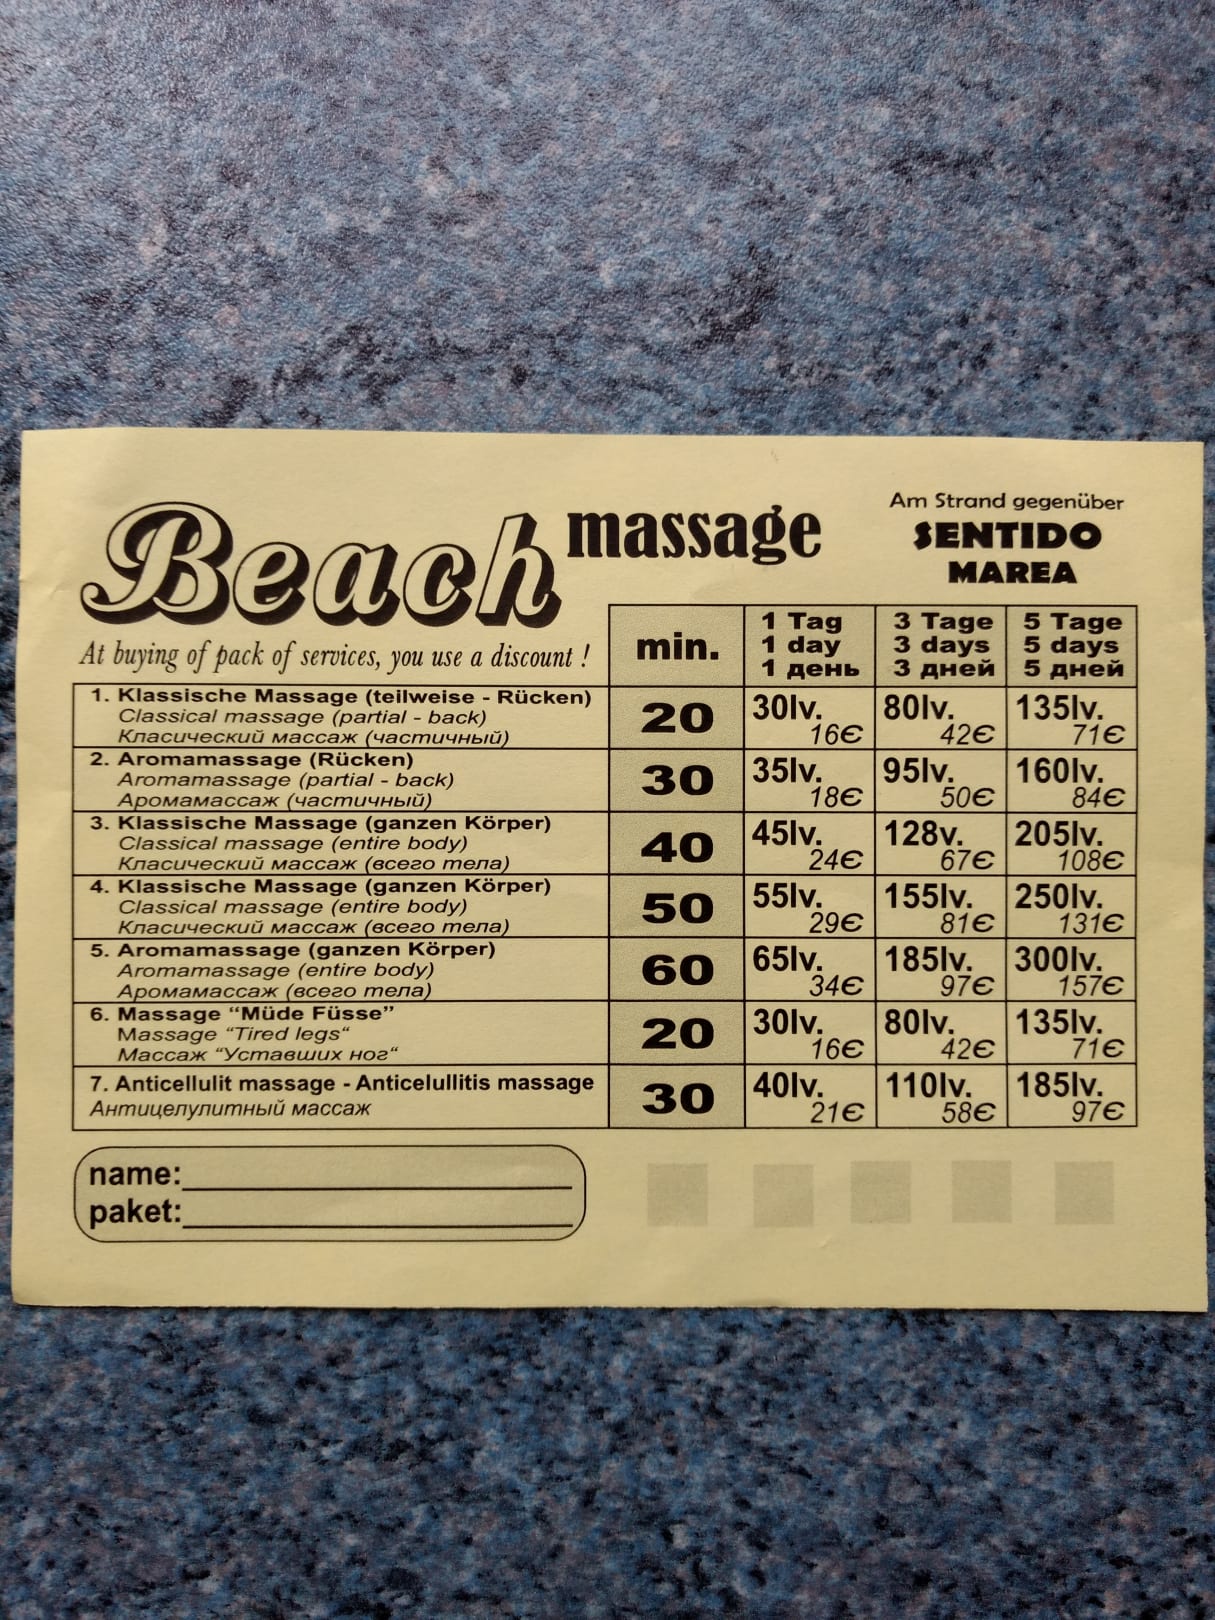 Beach massage
Am Strand gegenüber
SENTIDO
MAREA
At buying of pack of services, you use a discount !
min.
1 Tag
1 day
1 день
3 Tage
3 days
3 дней
5 Tage
5 days
5 дней
1. Klassische Massage (teilweise - Rücken)
Classical massage (partial - back)
Класический массаж (частичный)
20
30lv. 16€
80lv. 42€
135lv. 71€
2. Aromamassage (Rücken)
Aromamassage (partial - back)
Аромамассаж (частичный)
30
35lv. 18€
95lv. 50€
160lv. 84€
3. Klassische Massage (ganzen Körper)
Classical massage (entire body)
Класический массаж (всего тела)
40
45lv. 24€
128v. 67€
205lv. 108€
4. Klassische Massage (ganzen Körper)
Classical massage (entire body)
Класический массаж (всего тела)
50
55lv. 29€
155lv. 81€
250lv. 131€
5. Aromamassage (ganzen Körper)
Aromamassage (entire body)
Аромамассаж (всего тела)
60
65lv. 34€
185lv. 97€
300lv. 157€
6. Massage “Müde Füsse”
Massage “Tired legs“
Массаж “Уставших ног“
20
30lv. 16€
80lv. 42€
135lv. 71€
7. Anticellulit massage - Anticelullitis massage
Антицелулитный массаж
30
40lv. 21€
110lv. 58€
185lv. 97€
name:
paket: